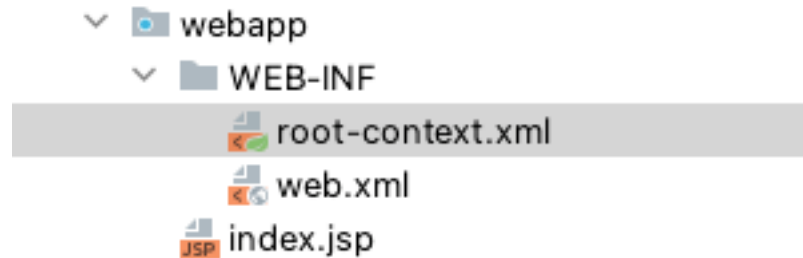 webapp
WEB-INF
root-context.xml
web.xml
JSP index.jsp